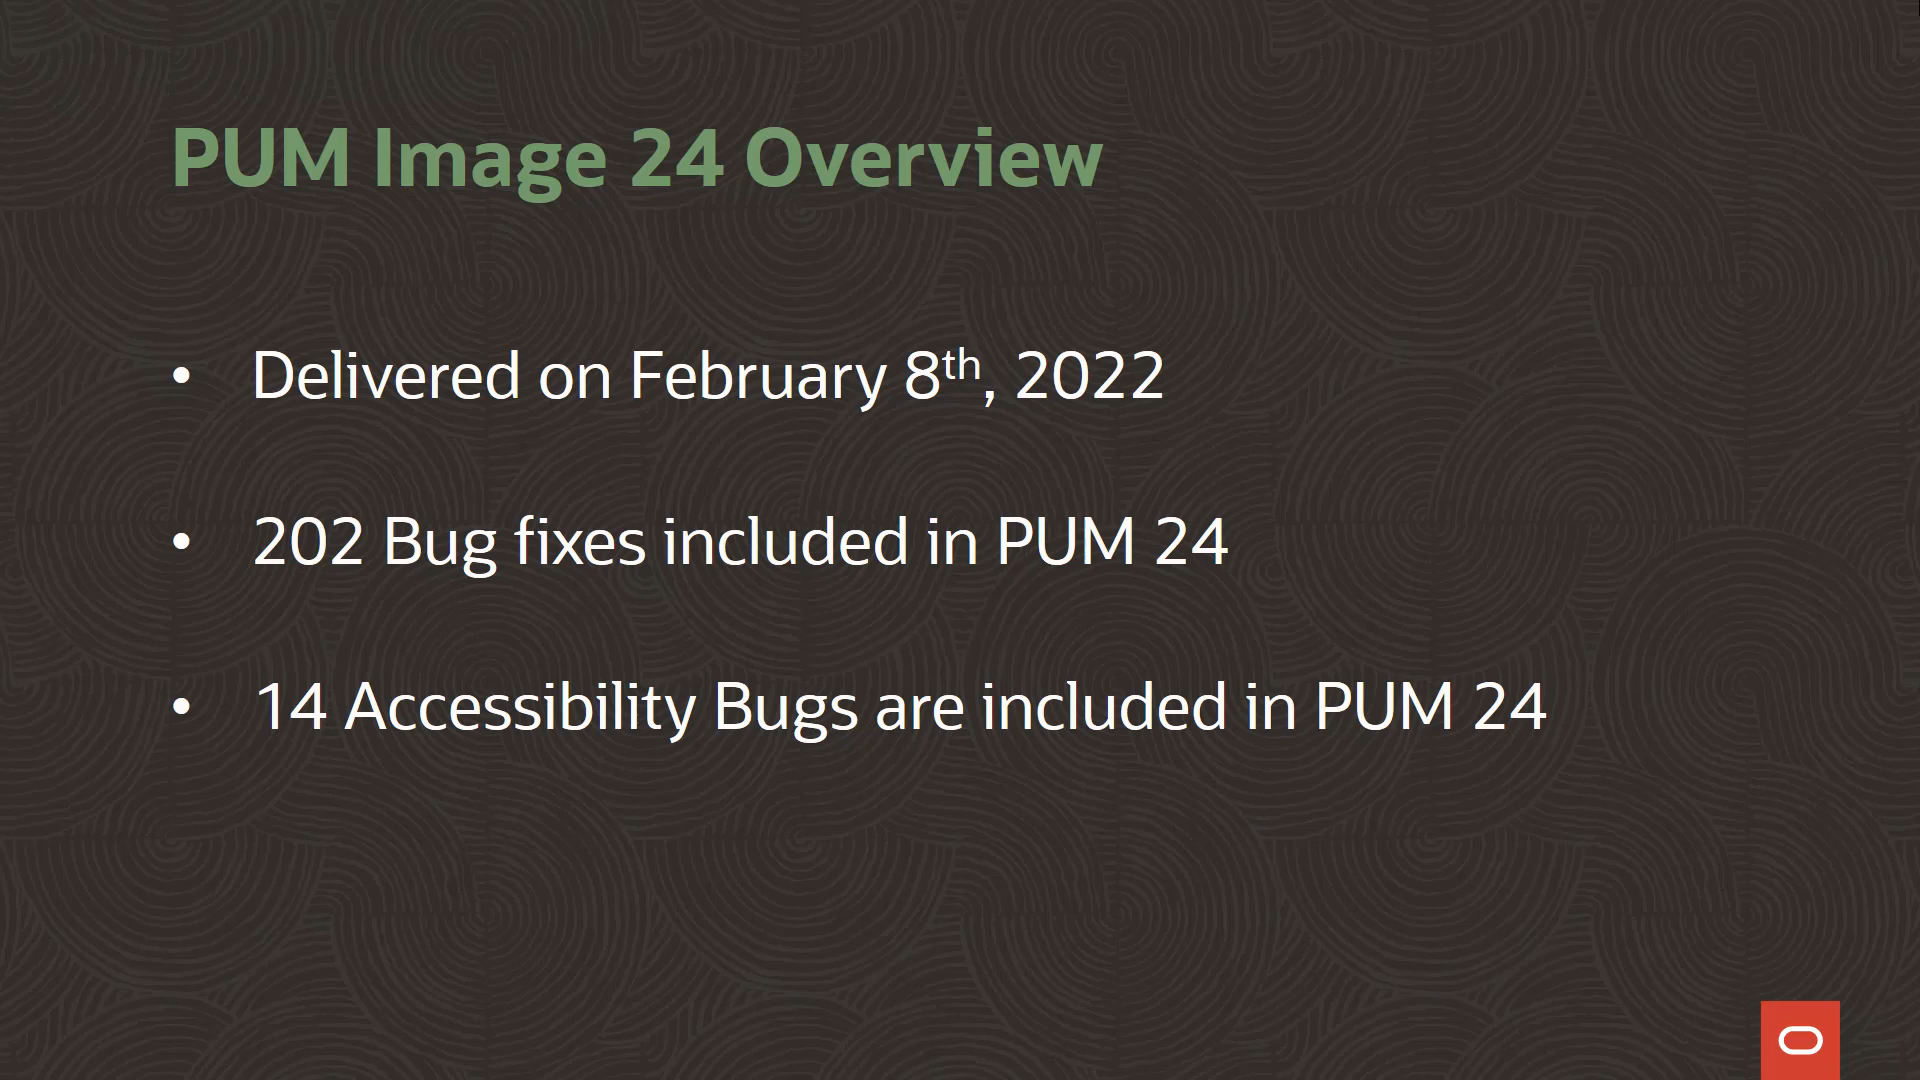 PUM Image 24 Overview
• Delivered on February 8th, 2022
• 202 Bug fixes included in PUM 24
• 14 Accessibility Bugs are included in PUM 24